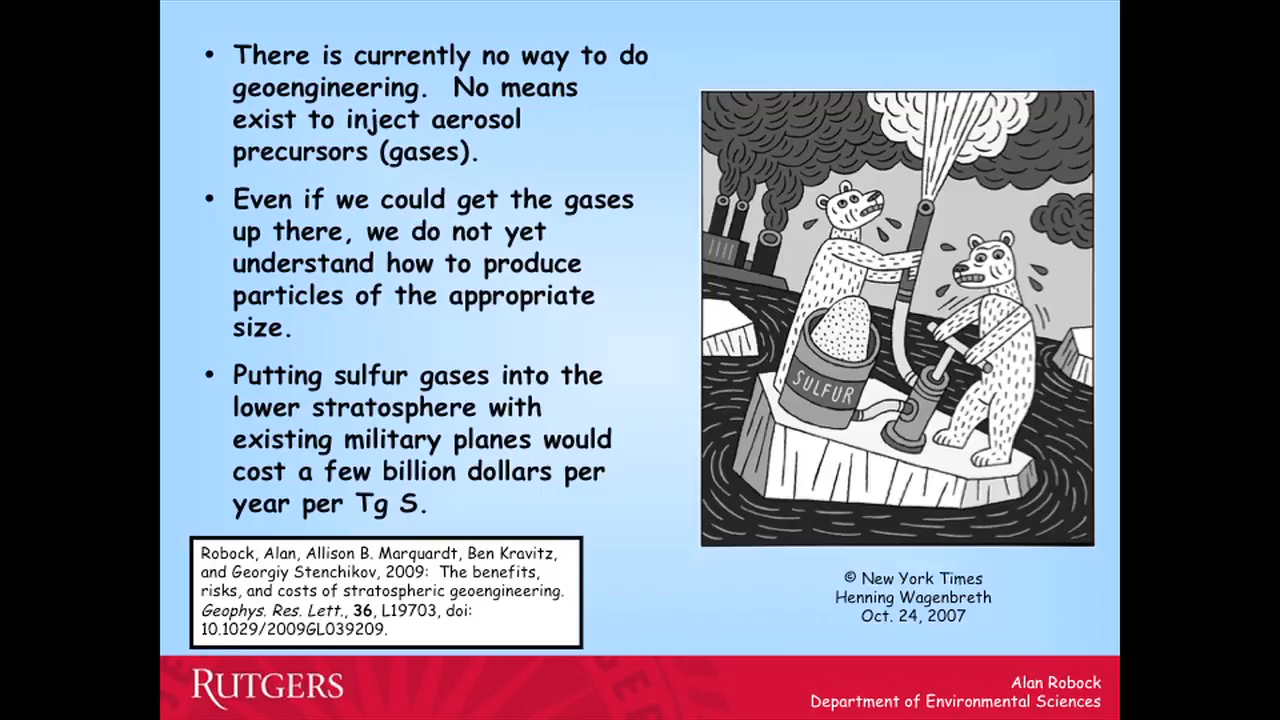 • There is currently no way to do
geoengineering. No means
exist to inject aerosol
precursors (gases).
• Even if we could get the gases
up there, we do not yet
understand how to produce
particles of the appropriate
size.
• Putting sulfur gases into the
lower stratosphere with
existing military planes would
cost a few billion dollars per
year per Tg S.
Robock, Alan, Allison B. Marquardt, Ben Kravitz,
and Georgiy Stenchikov, 2009: The benefits,
risks, and costs of stratospheric geoengineering.
Geophys. Res. Lett., 36, L19703, doi:
10.1029/2009GL039209.
SULFUR
© New York Times
Henning Wagenbreth
Oct. 24, 2007
RUTGERS
Alan Robock
Department of Environmental Sciences